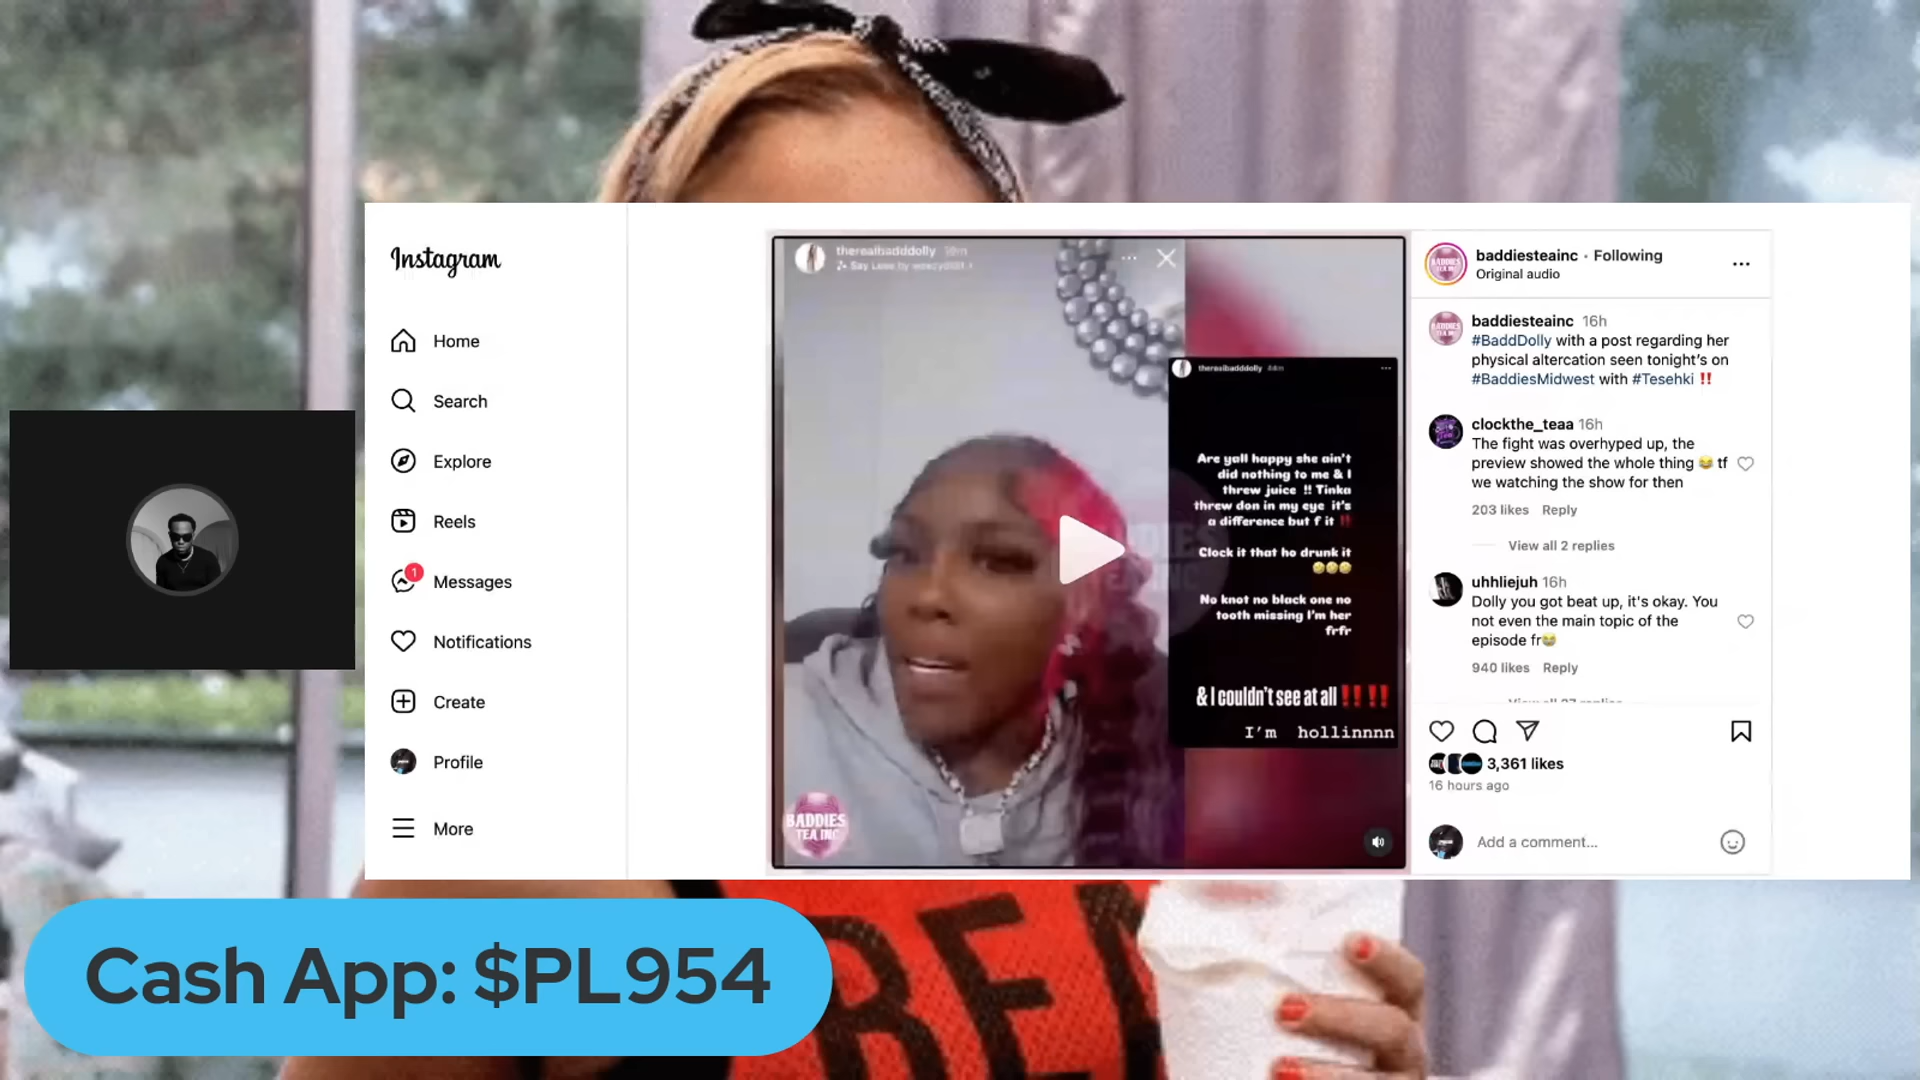 Instagram
Home
Search
Explore
Reels
1
Messages
Notifications
Create
Profile
More
therealbadddolly
Say Less by
BADDIES
TEA INC
therealbadddolly
Are yall happy she ain't
did nothing to me & I
threw juice !! Tinka
threw don in my eye it's
a difference but f it ‼️
Clock it that ho drunk it
🤣🤣🤣
No knot no black one no
tooth missing I'm her
frfr
& I couldn't see at all ‼️ ‼️
I'm hollinnnn
baddiesteainc • Following
Original audio
baddiesteainc 16h
#BaddDolly with a post regarding her
physical altercation seen tonight's on
#BaddiesMidwest with #Tesehki ‼️
clockthe_teaa 16h
The fight was overhyped up, the
preview showed the whole thing 😂 tf
we watching the show for then
203 likes Reply
View all 2 replies
uhhliejuh 16h
Dolly you got beat up, it's okay. You
not even the main topic of the
episode fr😭
940 likes Reply
3,361 likes
16 hours ago
Add a comment...
Cash App: $PL954